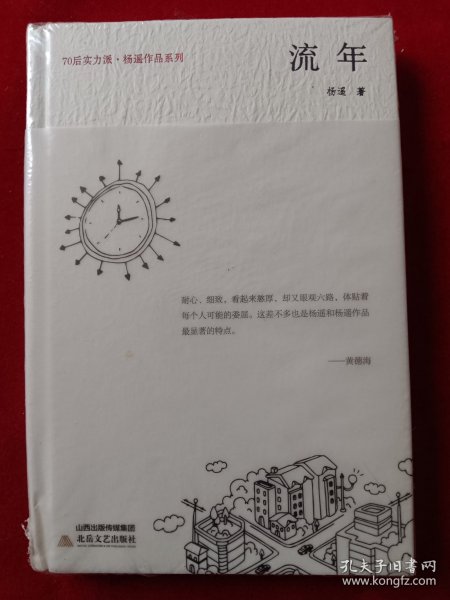 70后实力派·杨遥作品系列
流年
杨遥 著
耐心、细致，看起来憨厚，却又眼观六路，体贴着
每个人可能的委屈。这差不多也是杨遥和杨遥作品
最显著的特点。
——黄德海
山西出版传媒集团
北岳文艺出版社
孔夫子旧书网
www.kongfz.com